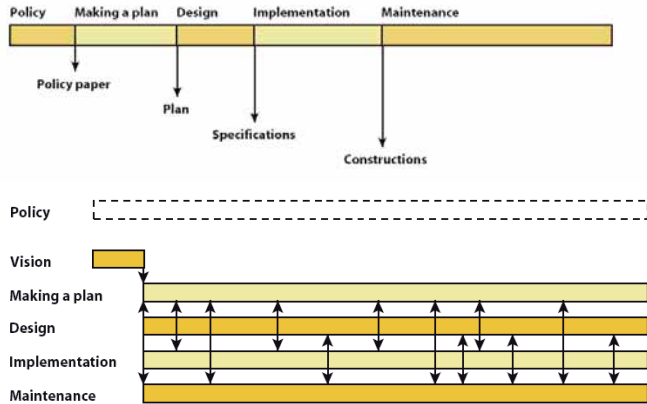 Policy Making a plan Design Implementation Maintenance
Policy paper
Plan
Specifications
Constructions
Policy
Vision
Making a plan
Design
Implementation
Maintenance